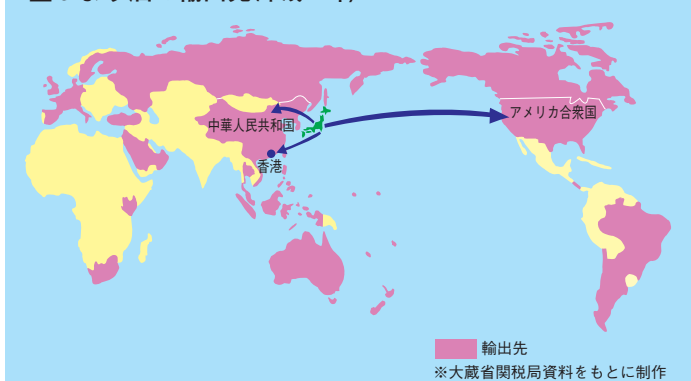 中華人民共和国
アメリカ合衆国
香港
輸出先
※大蔵省関税局資料をもとに制作